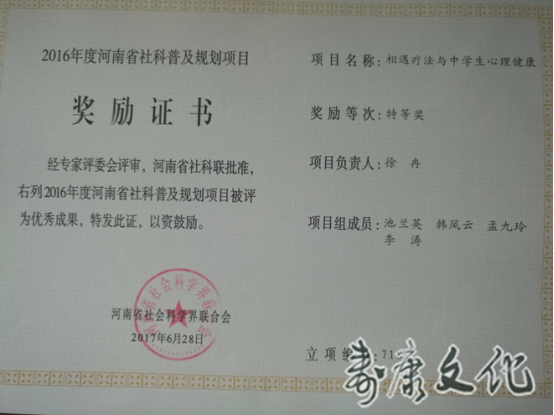 2016年度河南省社科普及规划项目
奖励证书
经专家评委会评审，河南省社科联批准，
右列2016年度河南省社科普及规划项目被评
为优秀成果，特发此证，以资鼓励。
河南省社会科学界联合会
2017年6月28日
项目名称：相遇疗法与中学生心理健康
奖励等次：特等奖
项目负责人：徐冉
项目组成员：池兰英 韩凤云 孟九玲
李涛
立项编
寿康文化